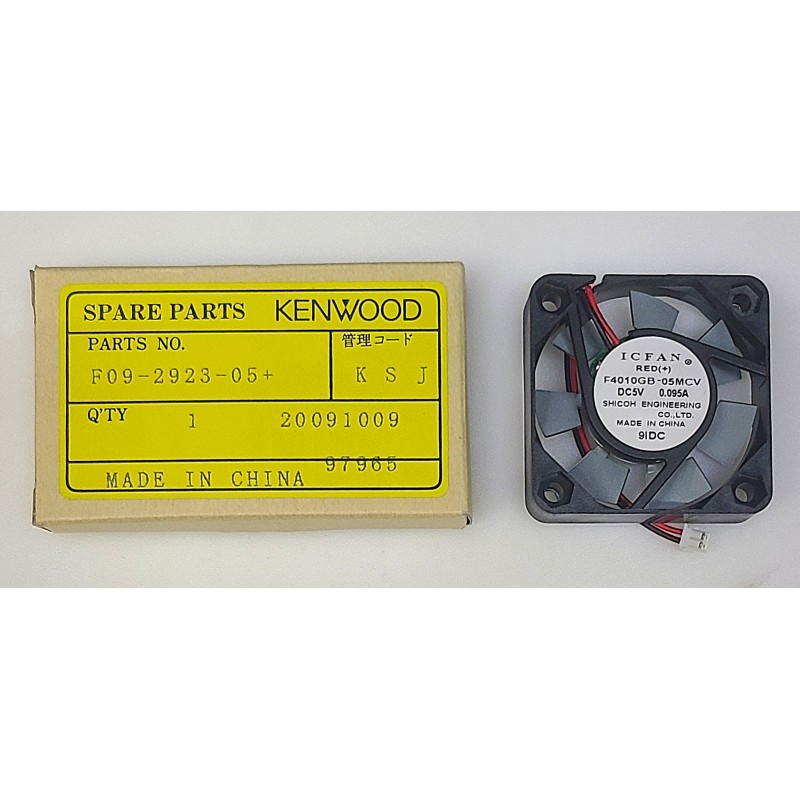 SPARE PARTS KENWOOD
PARTS NO. 管理コード
F09-2923-05+ K S J
Q'TY 1 20091009
97965
MADE IN CHINA
ICFAN®
RED(+)
F4010GB-05MCV
DC5V 0.095A
SHICOH ENGINEERING
CO.,LTD.
MADE IN CHINA
9IDC